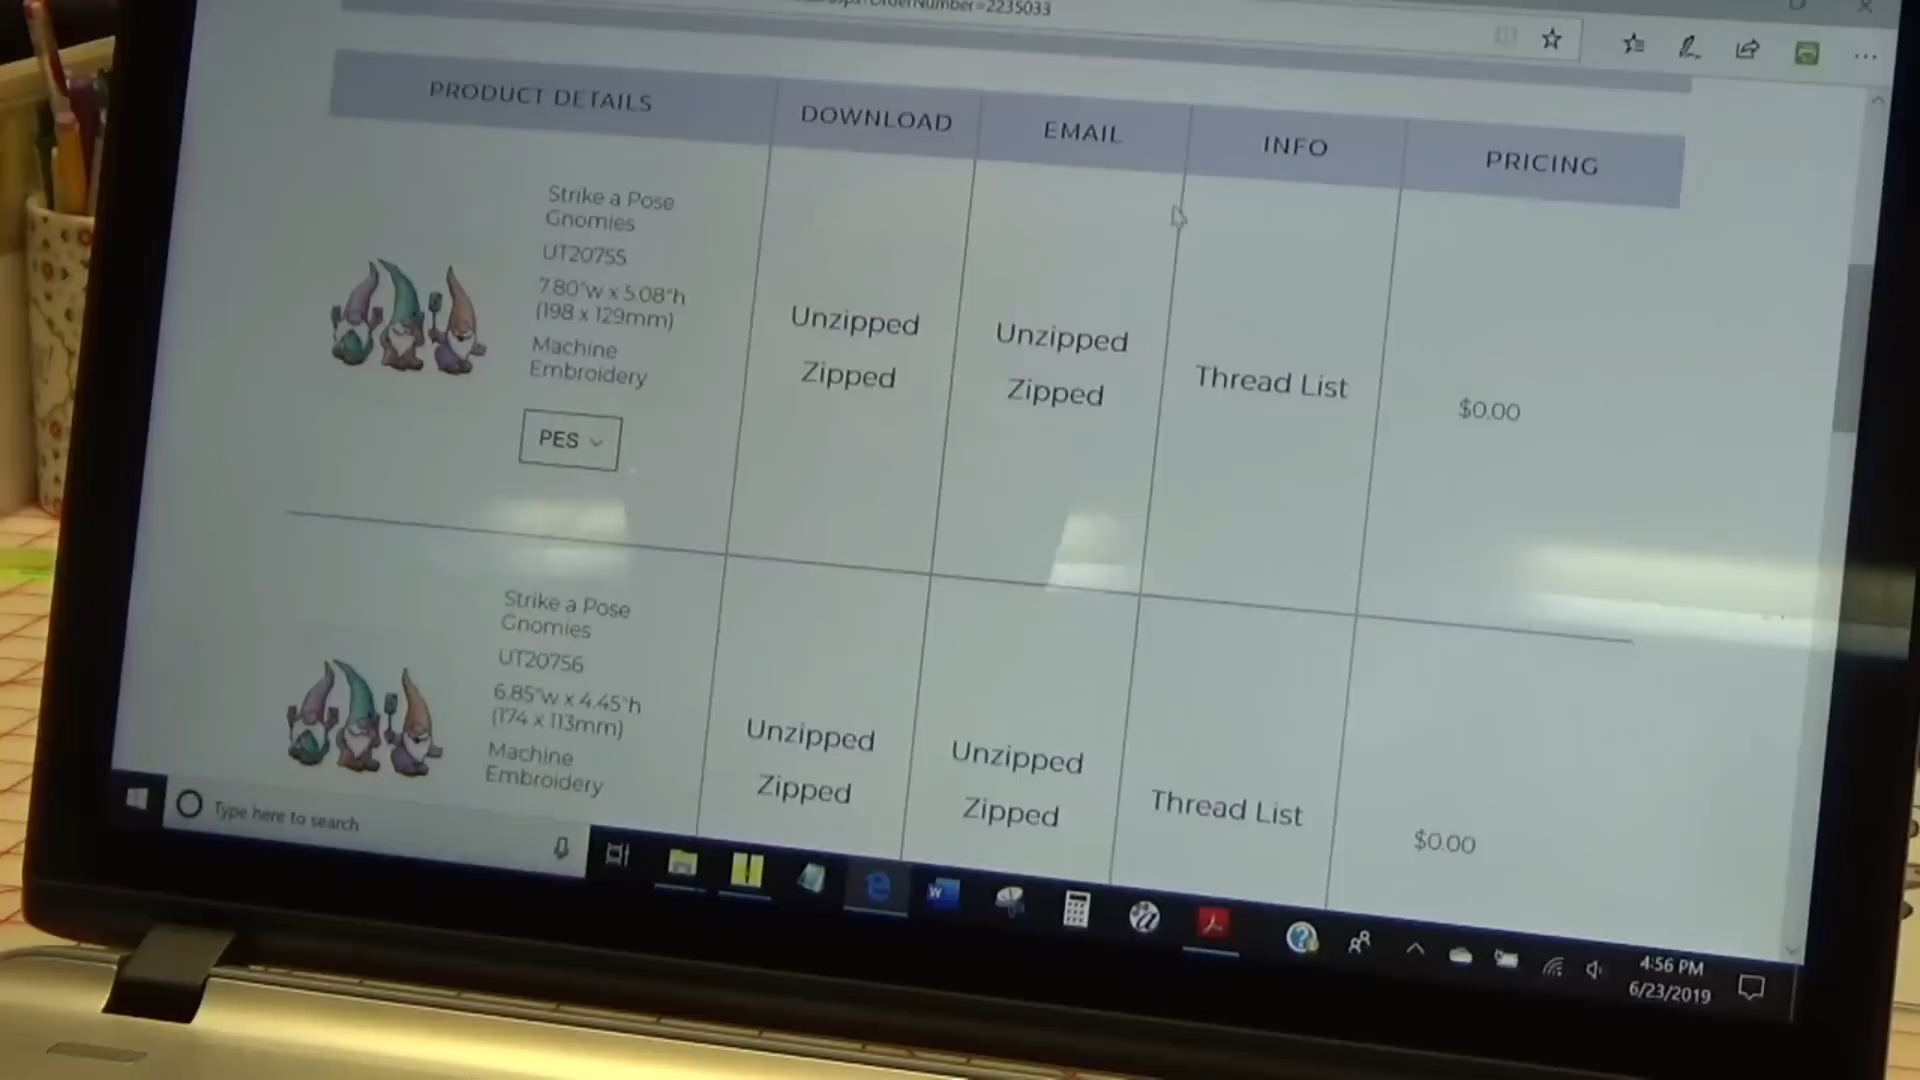 OrderNumber=2235033
PRODUCT DETAILS
DOWNLOAD
EMAIL
INFO
PRICING
Strike a Pose
Gnomies
UT20755
7.80"w x 5.08"h
(198 x 129mm)
Machine
Embroidery
PES
Unzipped
Zipped
Unzipped
Zipped
Thread List
$0.00
Strike a Pose
Gnomies
UT20756
6.85"w x 4.45"h
(174 x 113mm)
Machine
Embroidery
Unzipped
Zipped
Unzipped
Zipped
Thread List
$0.00
Type here to search
4:56 PM
6/23/2019